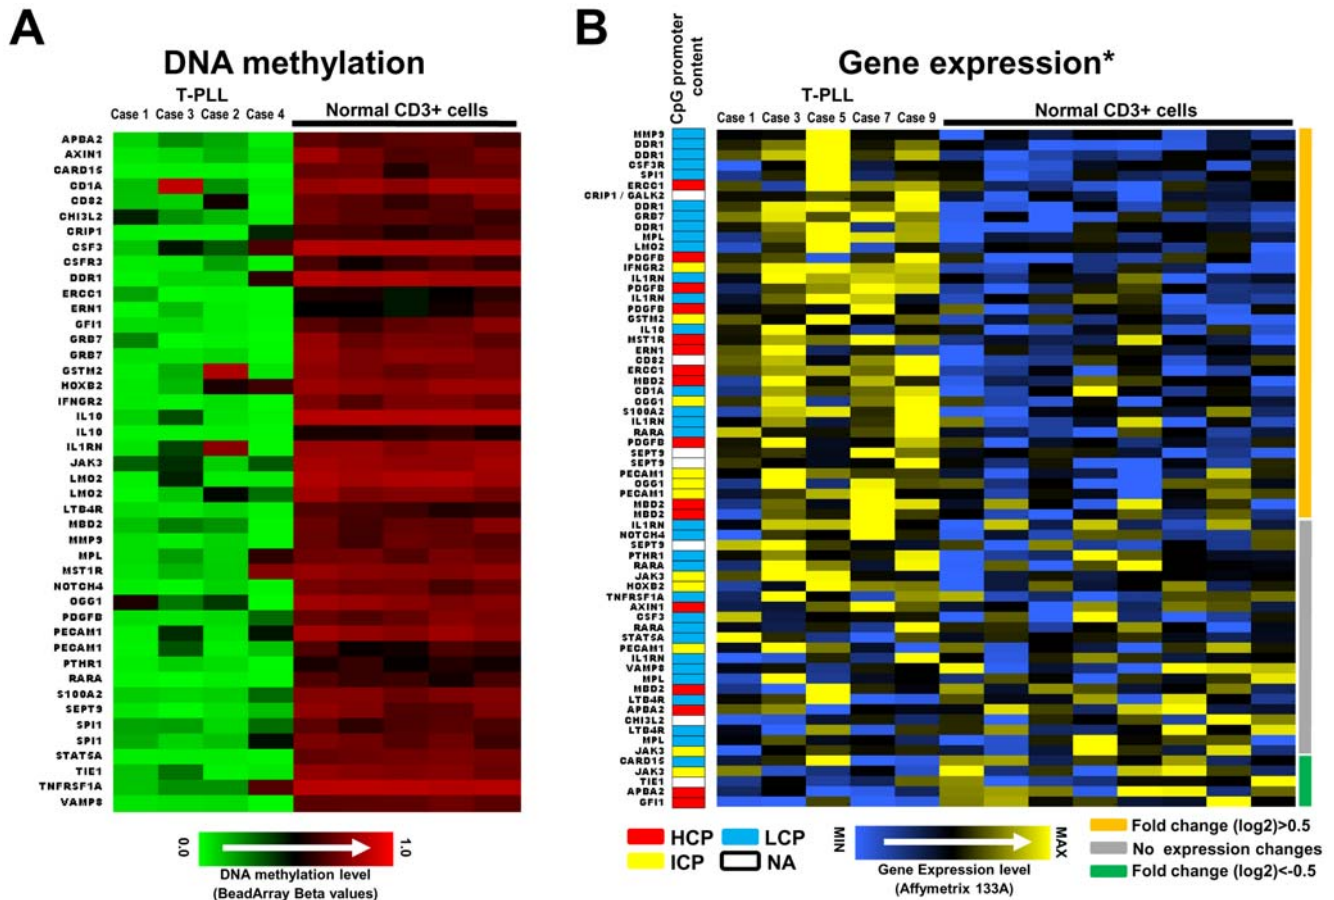 A
DNA methylation
T-PLL
Normal CD3+ cells
Case 1 Case 3 Case 2 Case 4
APBA2
AXIN1
CARD15
CD1A
CD82
CHI3L2
CRIP1
CSF3
CSFR3
DDR1
ERCC1
ERN1
GFI1
GRB7
GRB7
GSTM2
HOXB2
IFNGR2
IL10
IL10
IL1RN
JAK3
LMO2
LMO2
LTB4R
MBD2
MMP9
MPL
MST1R
NOTCH4
OGG1
PDGFB
PECAM1
PECAM1
PTHR1
RARA
S100A2
SEPT9
SPI1
SPI1
STAT5A
TIE1
TNFRSF1A
VAMP8
0.0
1.0
DNA methylation level
(BeadArray Beta values)
B
CpG promoter
content
Gene expression*
T-PLL
Normal CD3+ cells
Case 1 Case 3 Case 5 Case 7 Case 9
MMP9
DDR1
DDR1
CSF3R
SPI1
ERCC1
CRIP1 / GALK2
DDR1
GRB7
DDR1
MPL
LMO2
PDGFB
IFNGR2
IL1RN
PDGFB
IL1RN
PDGFB
GSTM2
IL10
MST1R
ERN1
CD82
ERCC1
MBD2
CD1A
OGG1
S100A2
IL1RN
RARA
PDGFB
SEPT9
SEPT9
PECAM1
OGG1
PECAM1
MBD2
MBD2
IL1RN
NOTCH4
SEPT9
PTHR1
RARA
JAK3
HOXB2
TNFRSF1A
AXIN1
CSF3
RARA
STAT5A
PECAM1
IL1RN
VAMP8
MPL
MBD2
LTB4R
APBA2
CHI3L2
LTB4R
MPL
JAK3
CARD15
JAK3
TIE1
APBA2
GFI1
HCP
LCP
ICP
NA
MIN
MAX
Gene Expression level
(Affymetrix 133A)
Fold change (log2)>0.5
No expression changes
Fold change (log2)<-0.5